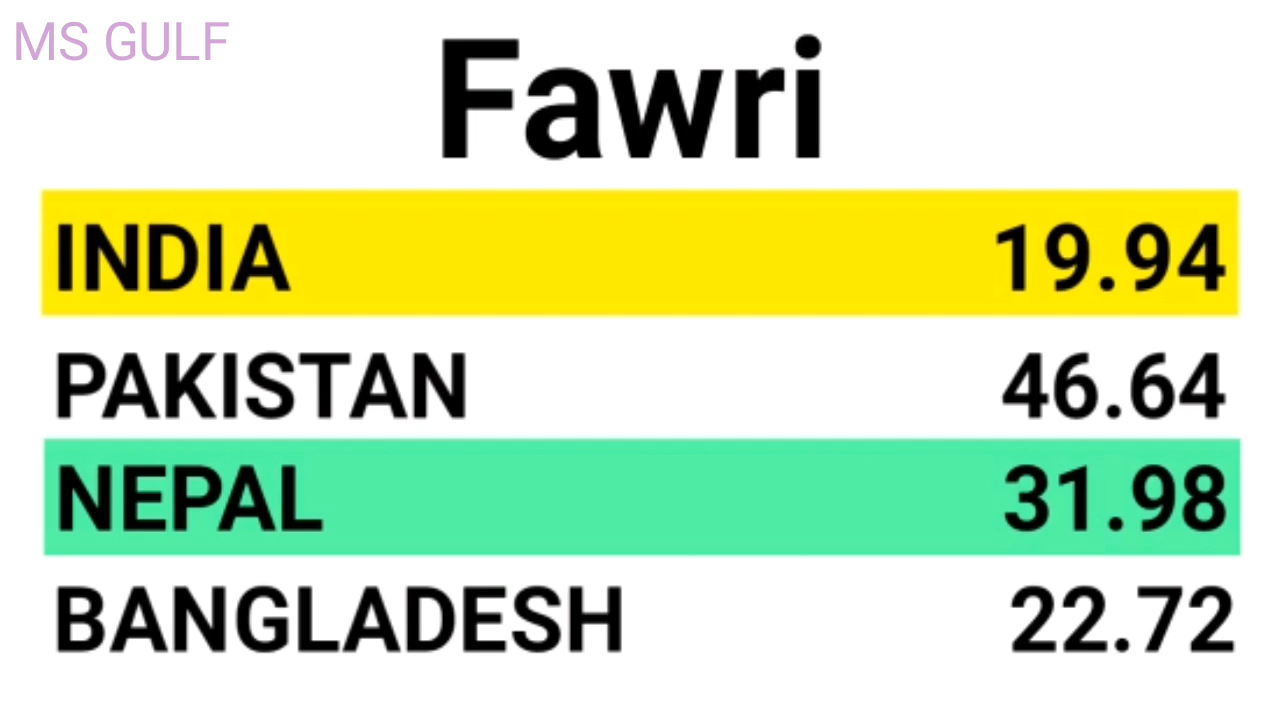 MS GULF
Fawri
INDIA 19.94
PAKISTAN 46.64
NEPAL 31.98
BANGLADESH 22.72